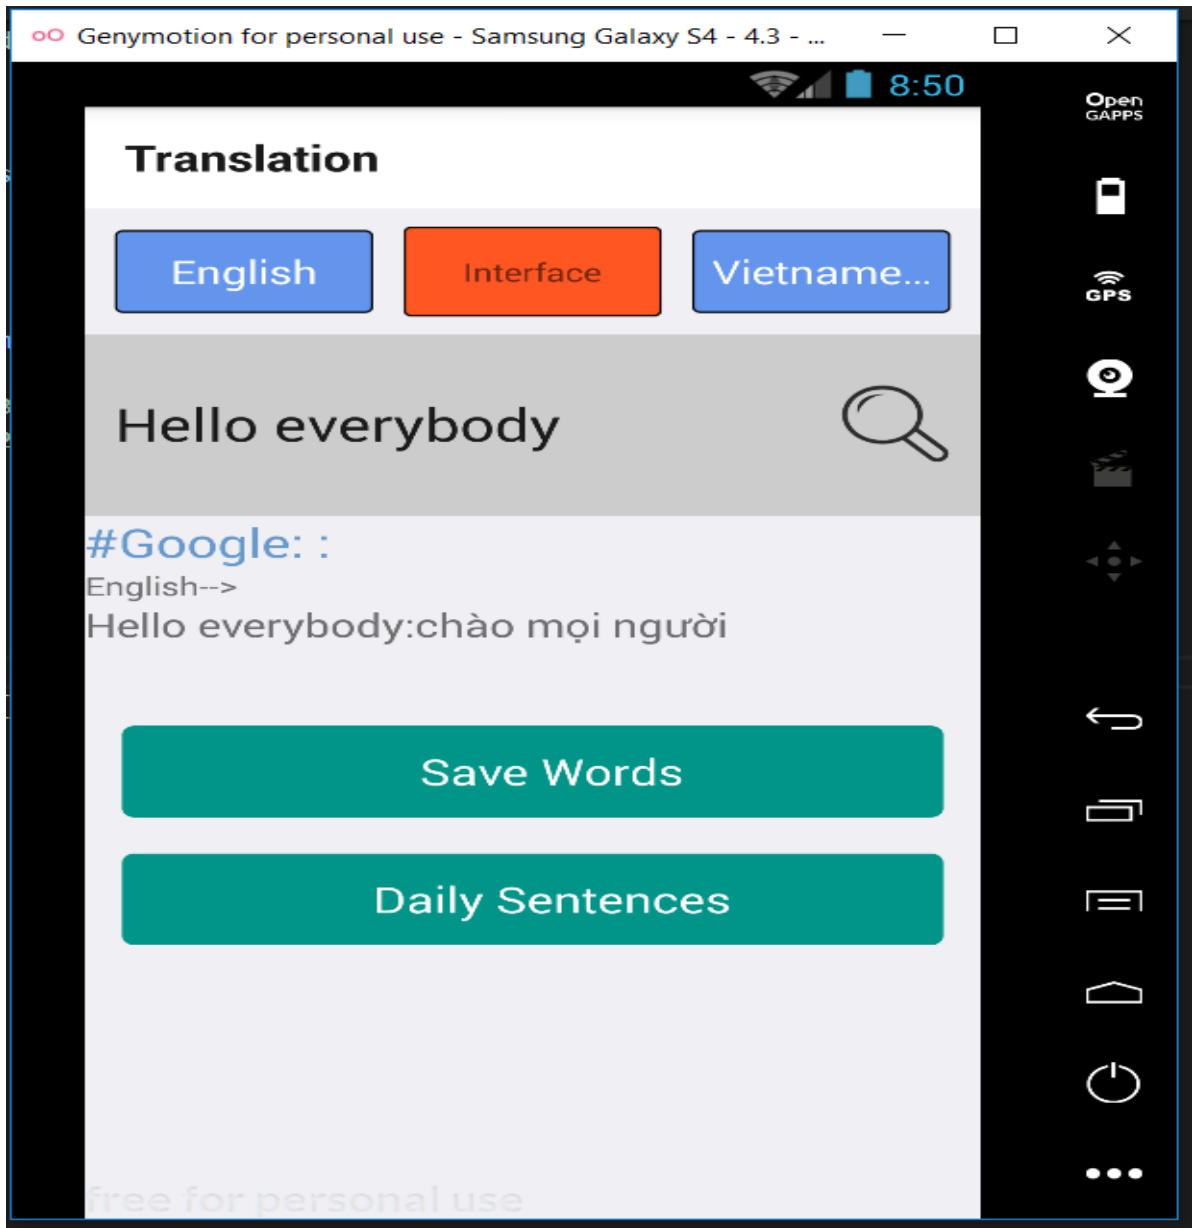 Genymotion for personal use - Samsung Galaxy S4 - 4.3 - ...
8:50
Open
GAPPS
Translation
English
Interface
Vietname...
GPS
Hello everybody
#Google: :
English-->
Hello everybody:chào mọi người
Save Words
Daily Sentences
free for personal use